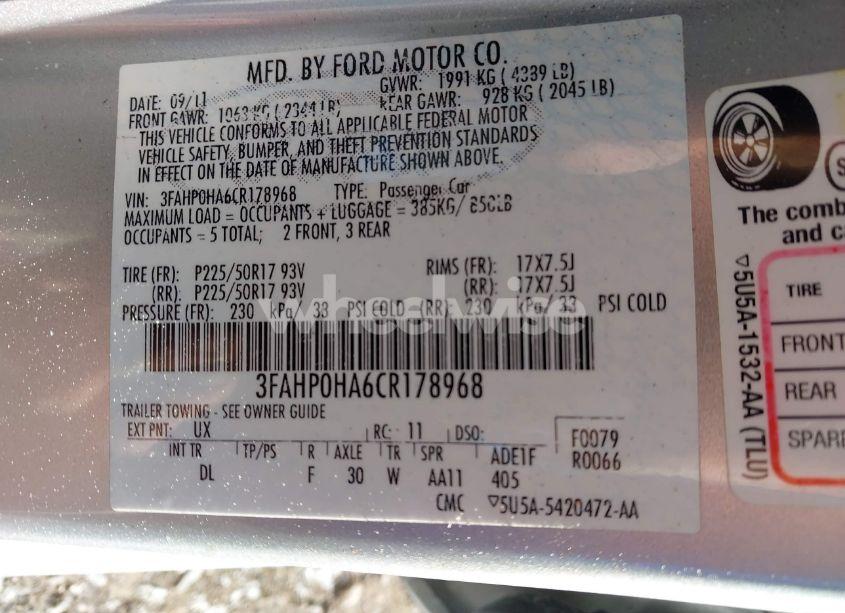 MFD. BY FORD MOTOR CO.
DATE: 09/11 GVWR: 1991 KG ( 4389 LB)
FRONT GAWR: 1063 KG ( 2344 LB) REAR GAWR: 928 KG ( 2045 LB)
THIS VEHICLE CONFORMS TO ALL APPLICABLE FEDERAL MOTOR
VEHICLE SAFETY, BUMPER, AND THEFT PREVENTION STANDARDS
IN EFFECT ON THE DATE OF MANUFACTURE SHOWN ABOVE.
VIN: 3FAHP0HA6CR178968 TYPE: Passenger Car
MAXIMUM LOAD = OCCUPANTS + LUGGAGE = 385KG/ 850LB
OCCUPANTS = 5 TOTAL; 2 FRONT, 3 REAR
TIRE (FR): P225/50R17 93V RIMS (FR): 17X7.5J
(RR): P225/50R17 93V (RR): 17X7.5J
PRESSURE (FR): 230 kPa/ 33 PSI COLD (RR): 230 kPa/ 33 PSI COLD
wheelwise
3FAHP0HA6CR178968
TRAILER TOWING - SEE OWNER GUIDE
EXT PNT: UX RC: 11 DSO: F0079
INT TR TP/PS R AXLE TR SPR ADE1F R0066
DL F 30 W AA11 405
CMC ▽5U5A-5420472-AA
The comb
and c
▽5U5A-1532-AA (TLU)
TIRE
FRONT
REAR
SPARE